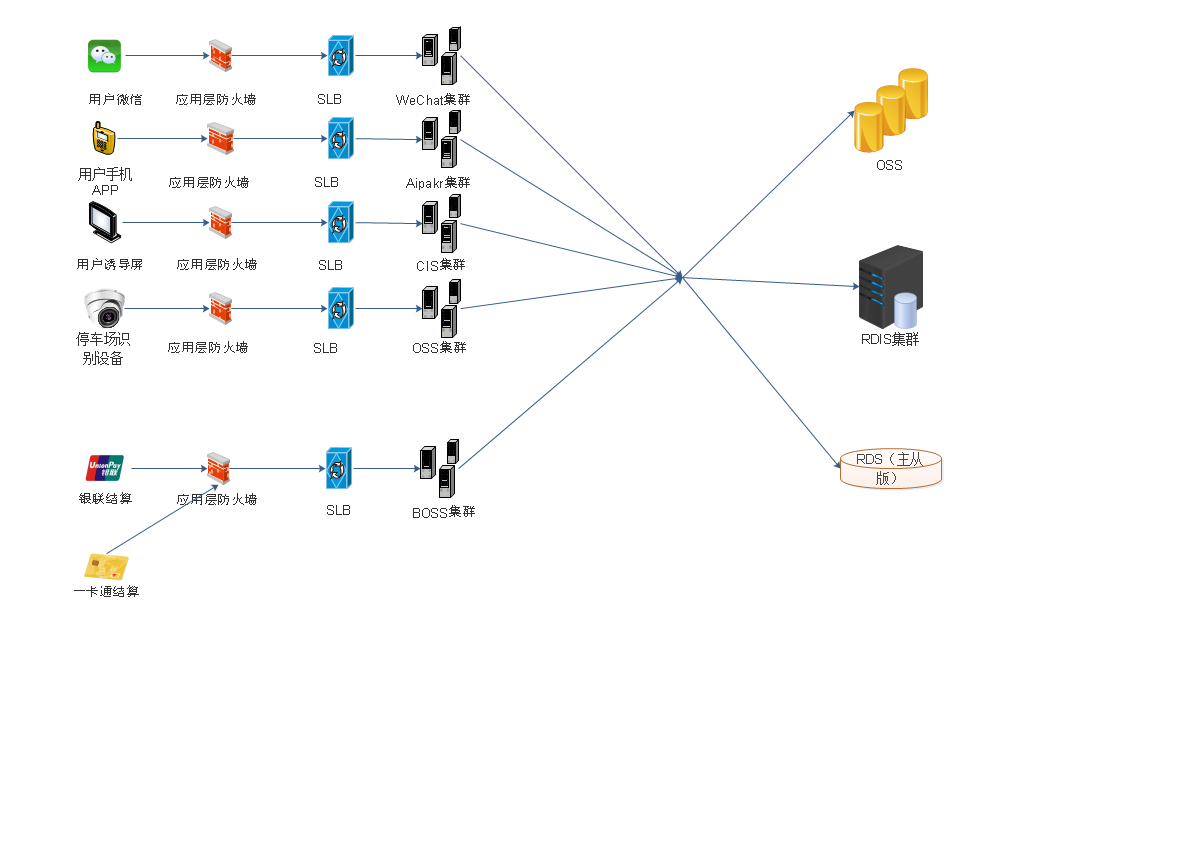 用户微信
应用层防火墙
SLB
WeChat集群
用户手机
APP
应用层防火墙
SLB
Aipakr集群
OSS
用户诱导屏
应用层防火墙
SLB
CIS集群
停车场识
别设备
应用层防火墙
SLB
OSS集群
RDIS集群
UnionPay
银联
银联结算
应用层防火墙
SLB
BOSS集群
RDS（主从
版）
一卡通结算